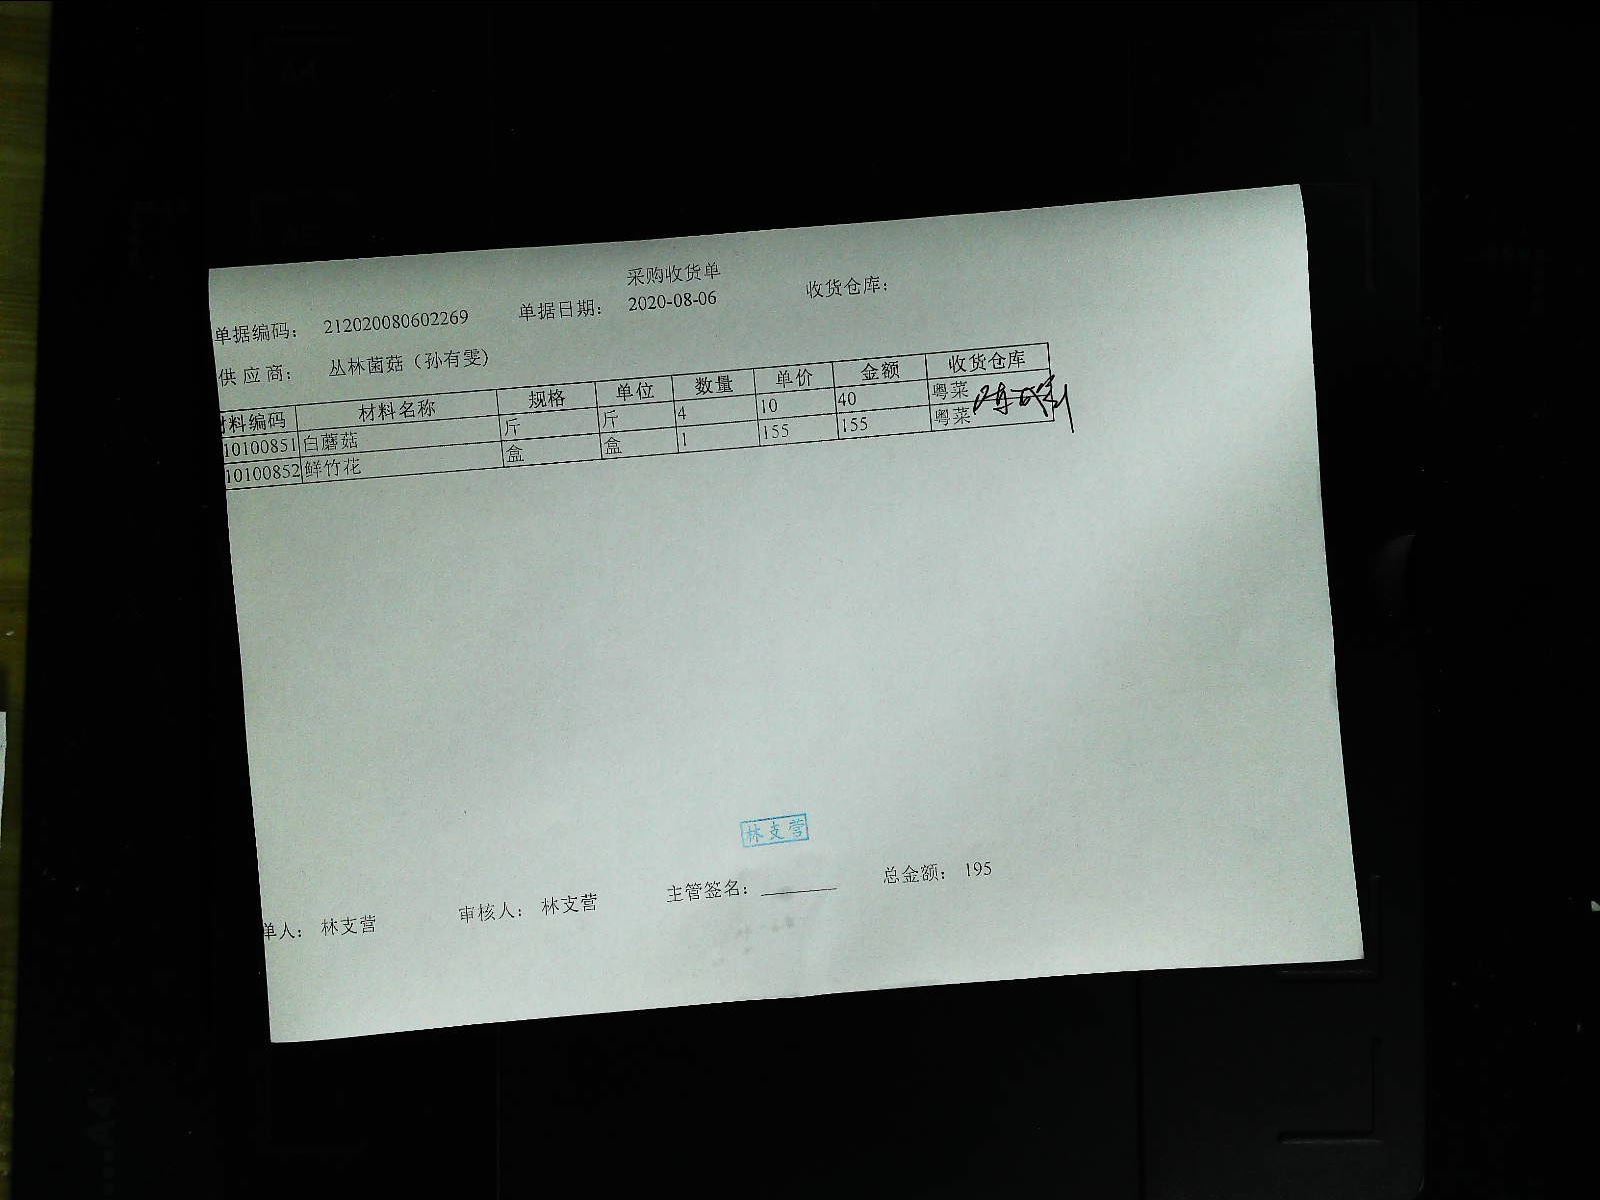 采购收货单
单据编码： 212020080602269 单据日期： 2020-08-06 收货仓库：
供应商： 丛林菌菇（孙有雯）
材料编码 材料名称 规格 单位 数量 单价 金额 收货仓库
10100851 白蘑菇 斤 斤 4 10 40 粤菜
10100852 鲜竹花 盒 盒 1 155 155 粤菜
林支营
单人： 林支营 审核人： 林支营 主管签名： 总金额： 195